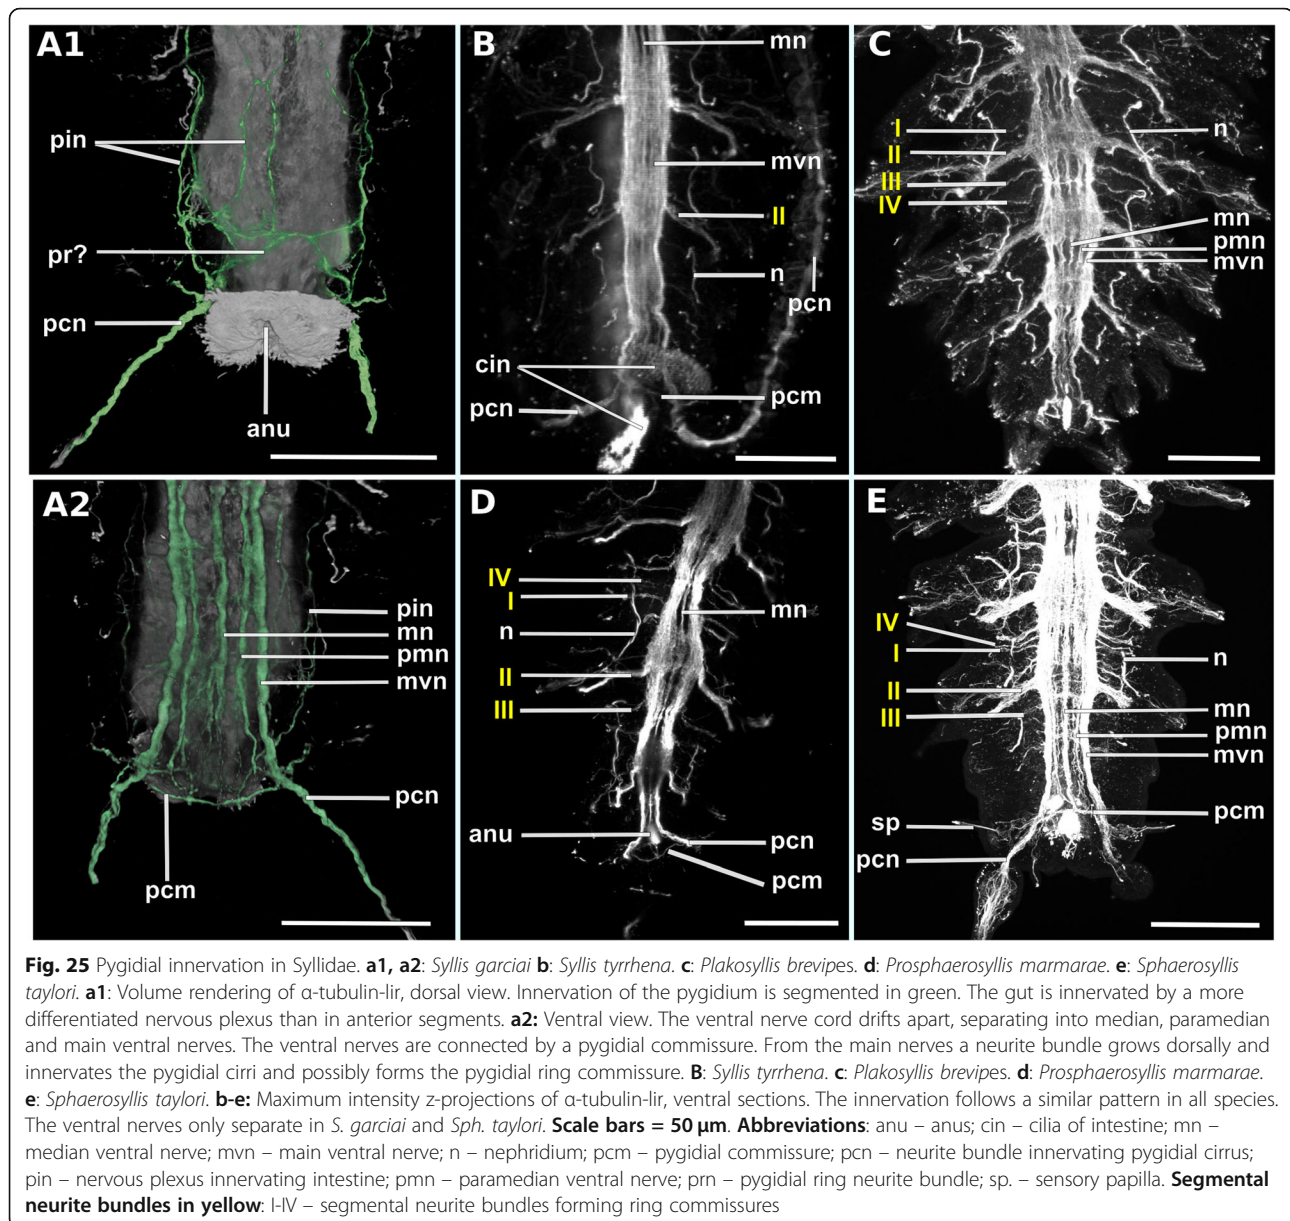 A1
pin
pr?
pcn
anu
B
mn
mvn
II
n
pcn
cin
pcn
pcm
C
I
II
III
IV
n
mn
pmn
mvn
A2
pin
mn
pmn
mvn
pcn
pcm
D
IV
I
n
II
III
mn
anu
pcn
pcm
E
IV
I
II
III
n
mn
pmn
mvn
pcm
sp
pcn
Fig. 25 Pygidial innervation in Syllidae. a1, a2: Syllis garciai b: Syllis tyrrhena. c: Plakosyllis brevipes. d: Prosphaerosyllis marmarae. e: Sphaerosyllis
taylori. a1: Volume rendering of α-tubulin-lir, dorsal view. Innervation of the pygidium is segmented in green. The gut is innervated by a more
differentiated nervous plexus than in anterior segments. a2: Ventral view. The ventral nerve cord drifts apart, separating into median, paramedian
and main ventral nerves. The ventral nerves are connected by a pygidial commissure. From the main nerves a neurite bundle grows dorsally and
innervates the pygidial cirri and possibly forms the pygidial ring commissure. B: Syllis tyrrhena. c: Plakosyllis brevipes. d: Prosphaerosyllis marmarae.
e: Sphaerosyllis taylori. b-e: Maximum intensity z-projections of α-tubulin-lir, ventral sections. The innervation follows a similar pattern in all species.
The ventral nerves only separate in S. garciai and Sph. taylori. Scale bars = 50 μm. Abbreviations: anu – anus; cin – cilia of intestine; mn –
median ventral nerve; mvn – main ventral nerve; n – nephridium; pcm – pygidial commissure; pcn – neurite bundle innervating pygidial cirrus;
pin – nervous plexus innervating intestine; pmn – paramedian ventral nerve; prn – pygidial ring neurite bundle; sp. – sensory papilla. Segmental
neurite bundles in yellow: I-IV – segmental neurite bundles forming ring commissures